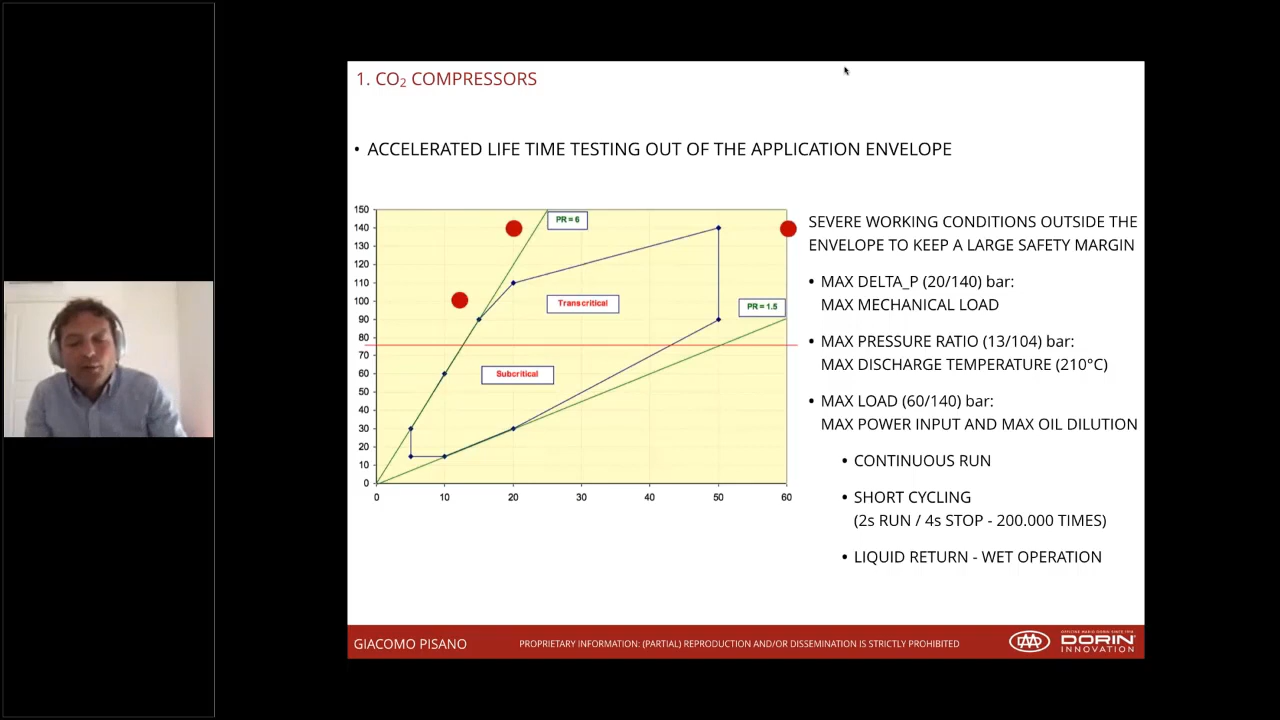 1. CO₂ COMPRESSORS
• ACCELERATED LIFE TIME TESTING OUT OF THE APPLICATION ENVELOPE
150
140
130
120
110
100
90
80
70
60
50
40
30
20
10
0
0 10 20 30 40 50 60
PR = 6
Transcritical
PR = 1.5
Subcritical
SEVERE WORKING CONDITIONS OUTSIDE THE
ENVELOPE TO KEEP A LARGE SAFETY MARGIN
• MAX DELTA_P (20/140) bar:
MAX MECHANICAL LOAD
• MAX PRESSURE RATIO (13/104) bar:
MAX DISCHARGE TEMPERATURE (210°C)
• MAX LOAD (60/140) bar:
MAX POWER INPUT AND MAX OIL DILUTION
• CONTINUOUS RUN
• SHORT CYCLING
(2s RUN / 4s STOP - 200.000 TIMES)
• LIQUID RETURN - WET OPERATION
GIACOMO PISANO
PROPRIETARY INFORMATION: (PARTIAL) REPRODUCTION AND/OR DISSEMINATION IS STRICTLY PROHIBITED
DORIN
INNOVATION